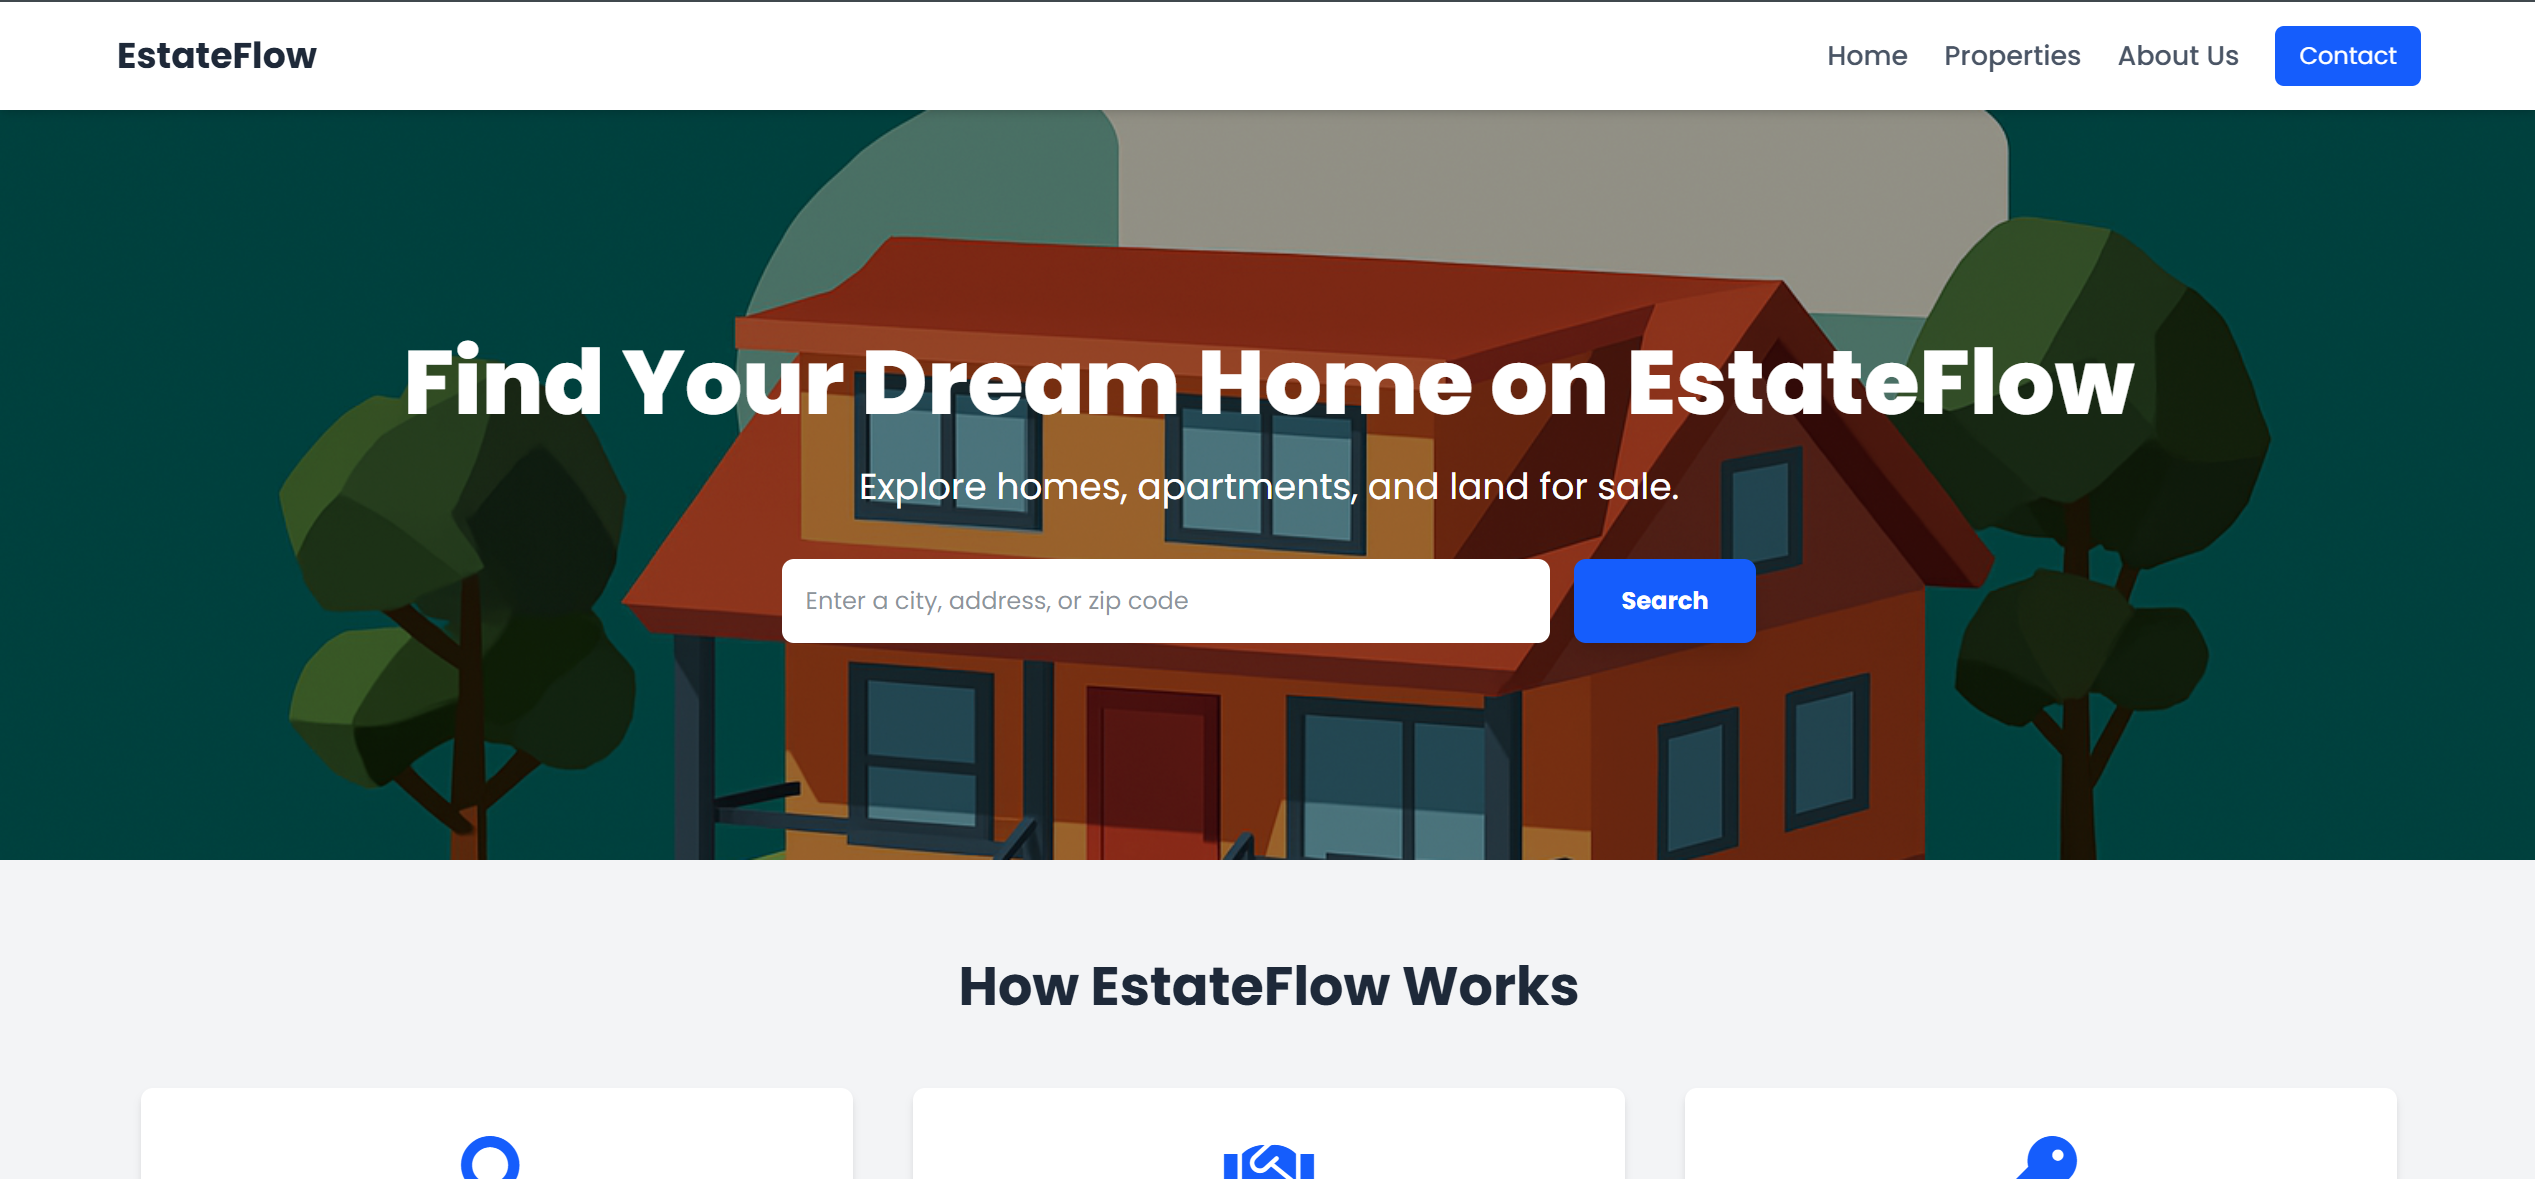 EstateFlow
Home Properties About Us Contact
Find Your Dream Home on EstateFlow
Explore homes, apartments, and land for sale.
Enter a city, address, or zip code
Search
How EstateFlow Works